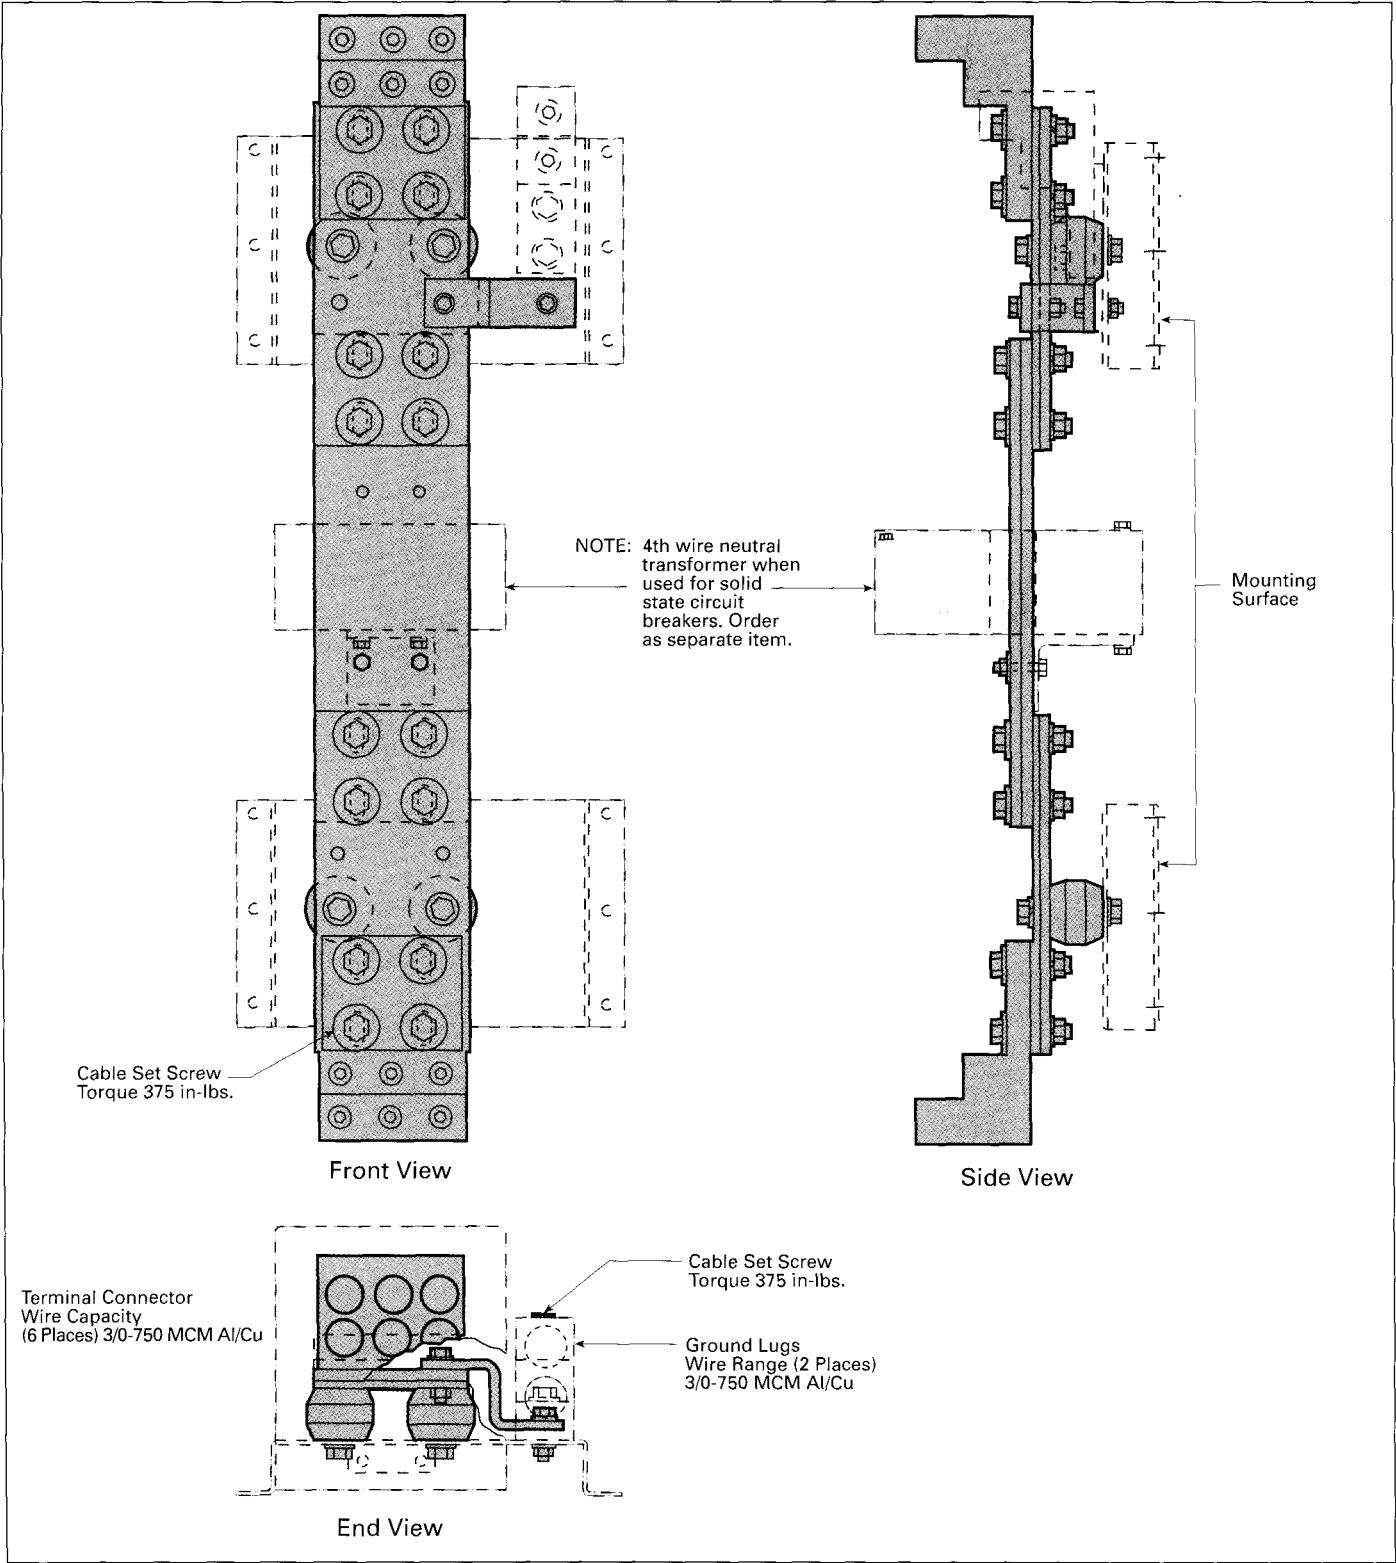 NOTE: 4th wire neutral
transformer when
used for solid
state circuit
breakers. Order
as separate item.
Mounting
Surface
Cable Set Screw
Torque 375 in-lbs.
Front View
Side View
Terminal Connector
Wire Capacity
(6 Places) 3/0-750 MCM Al/Cu
Cable Set Screw
Torque 375 in-lbs.
Ground Lugs
Wire Range (2 Places)
3/0-750 MCM Al/Cu
End View